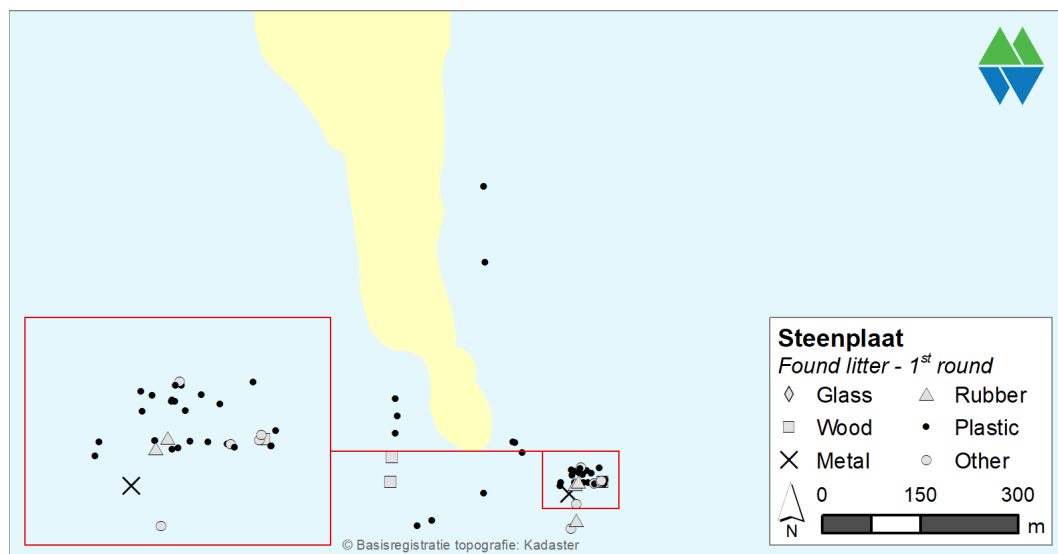 Steenplaat
Found litter - 1st round
Glass
Rubber
Wood
Plastic
Metal
Other
0 150 300
m
N
© Basisregistratie topografie: Kadaster